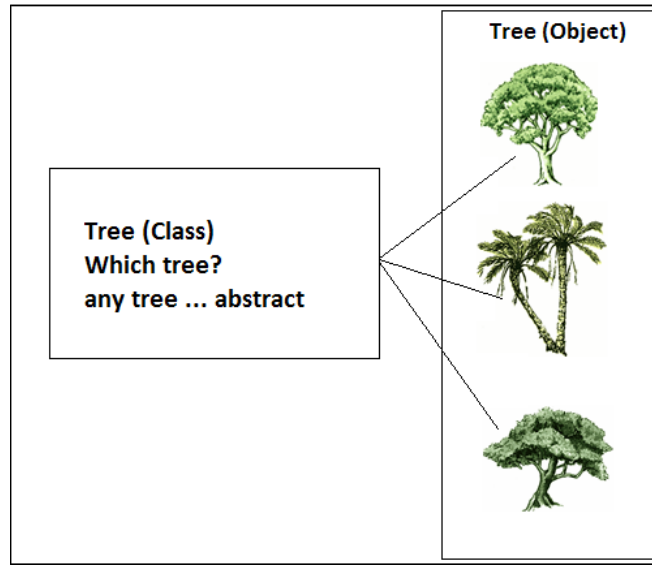 Tree (Object)
Tree (Class)
Which tree?
any tree ... abstract